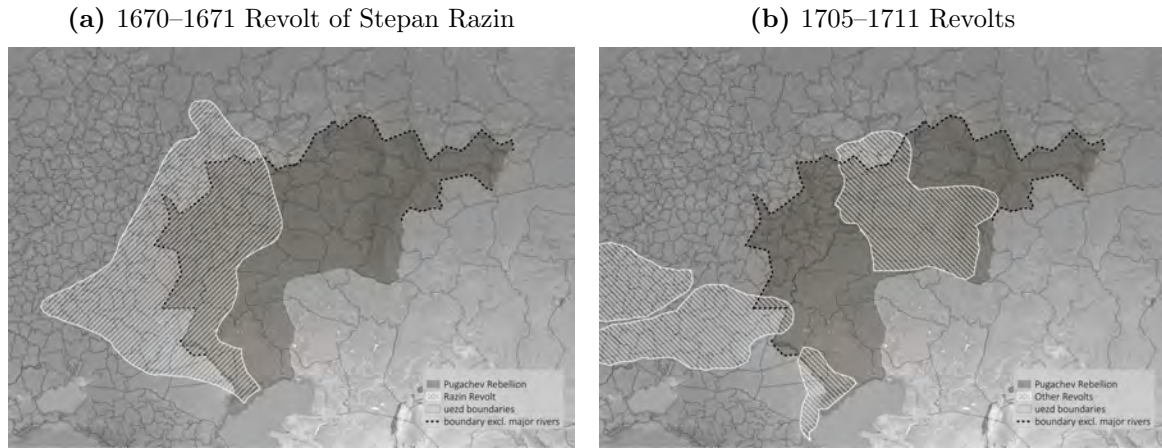 (a) 1670–1671 Revolt of Stepan Razin
(b) 1705–1711 Revolts
Pugachev Rebellion
Razin Revolt
uezd boundaries
boundary excl. major rivers
Pugachev Rebellion
Other Revolts
uezd boundaries
boundary excl. major rivers